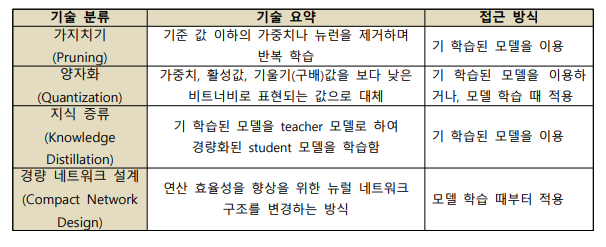 기술 분류
기술 요약
접근 방식
가지치기
(Pruning)
기준 값 이하의 가중치나 뉴런을 제거하며
반복 학습
기 학습된 모델을 이용
양자화
(Quantization)
가중치, 활성값, 기울기(구배)값을 보다 낮은
비트너비로 표현되는 값으로 대체
기 학습된 모델을 이용하
거나, 모델 학습 때 적용
지식 증류
(Knowledge
Distillation)
기 학습된 모델을 teacher 모델로 하여
경량화된 student 모델을 학습함
기 학습된 모델을 이용
경량 네트워크 설계
(Compact Network
Design)
연산 효율성을 향상을 위한 뉴럴 네트워크
구조를 변경하는 방식
모델 학습 때부터 적용